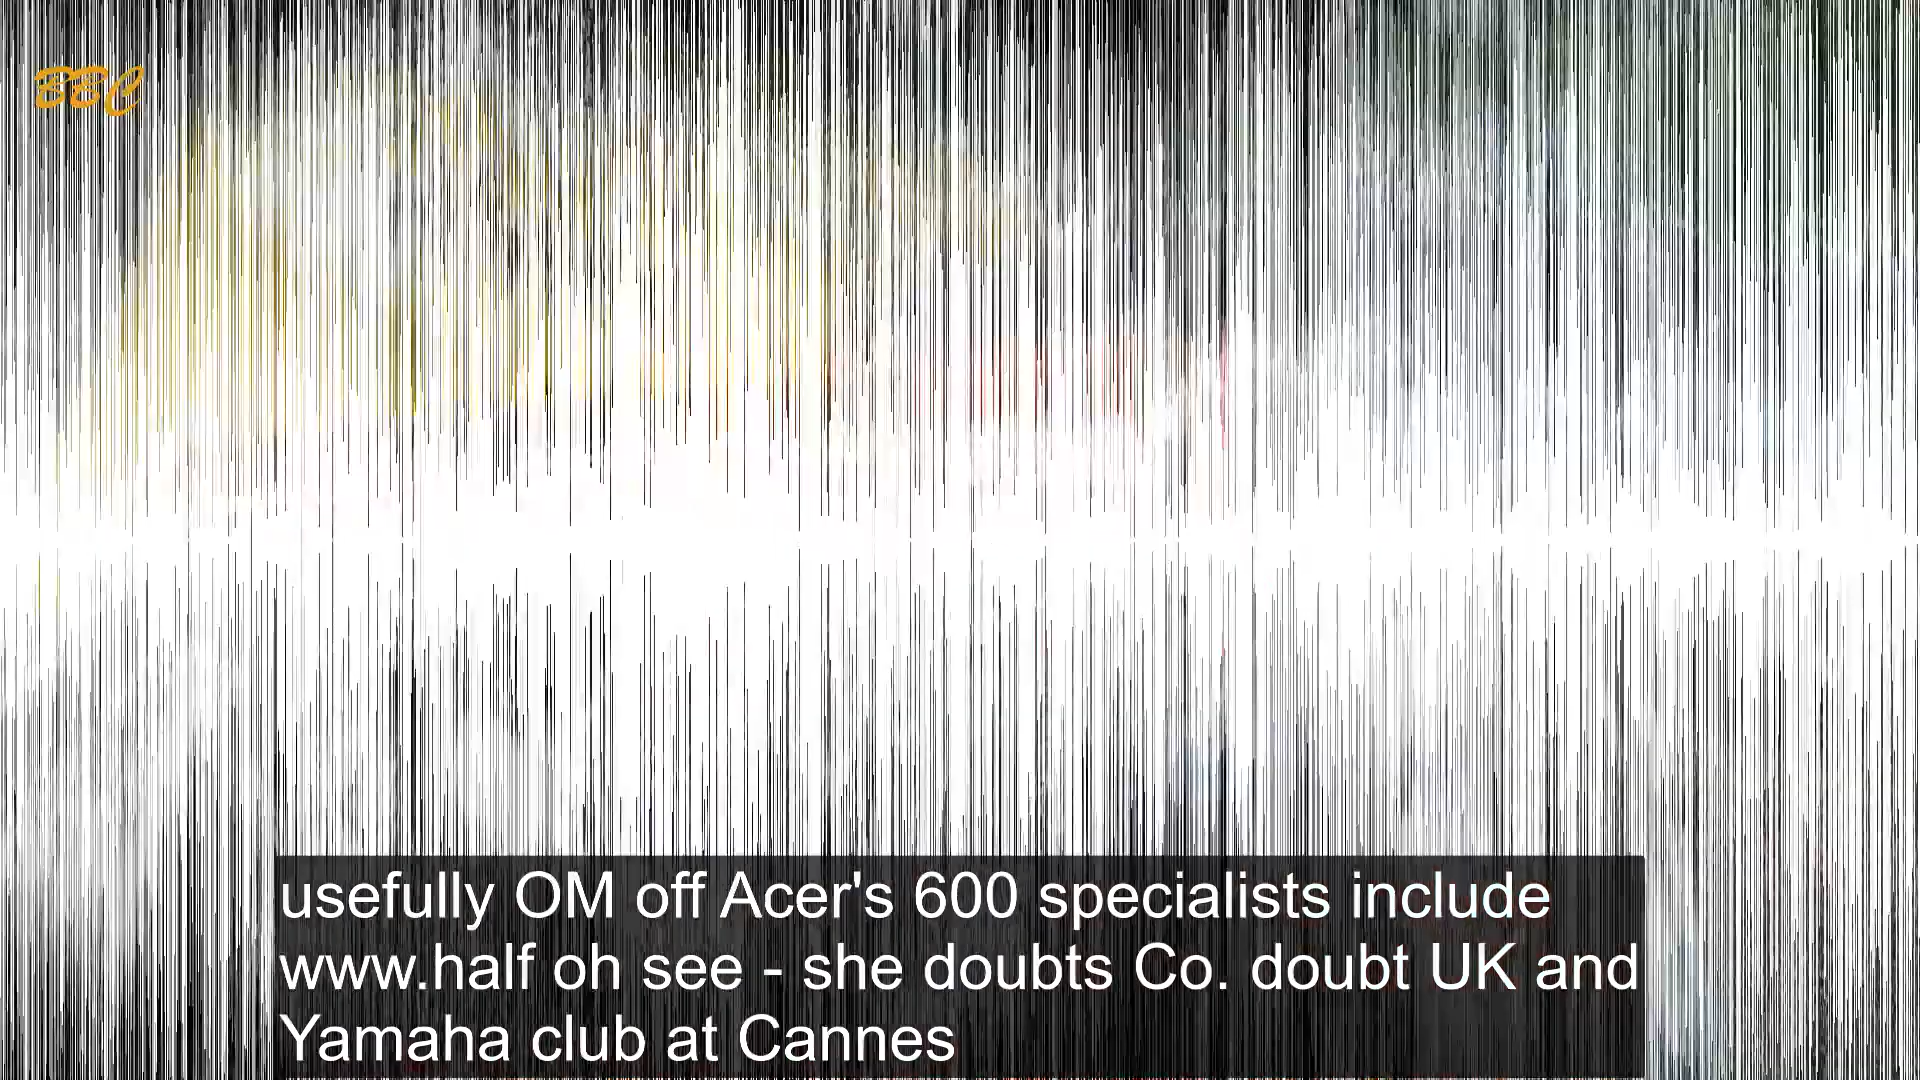 BBC
usefully OM off Acer's 600 specialists include
www.half oh see - she doubts Co. doubt UK and
Yamaha club at Cannes